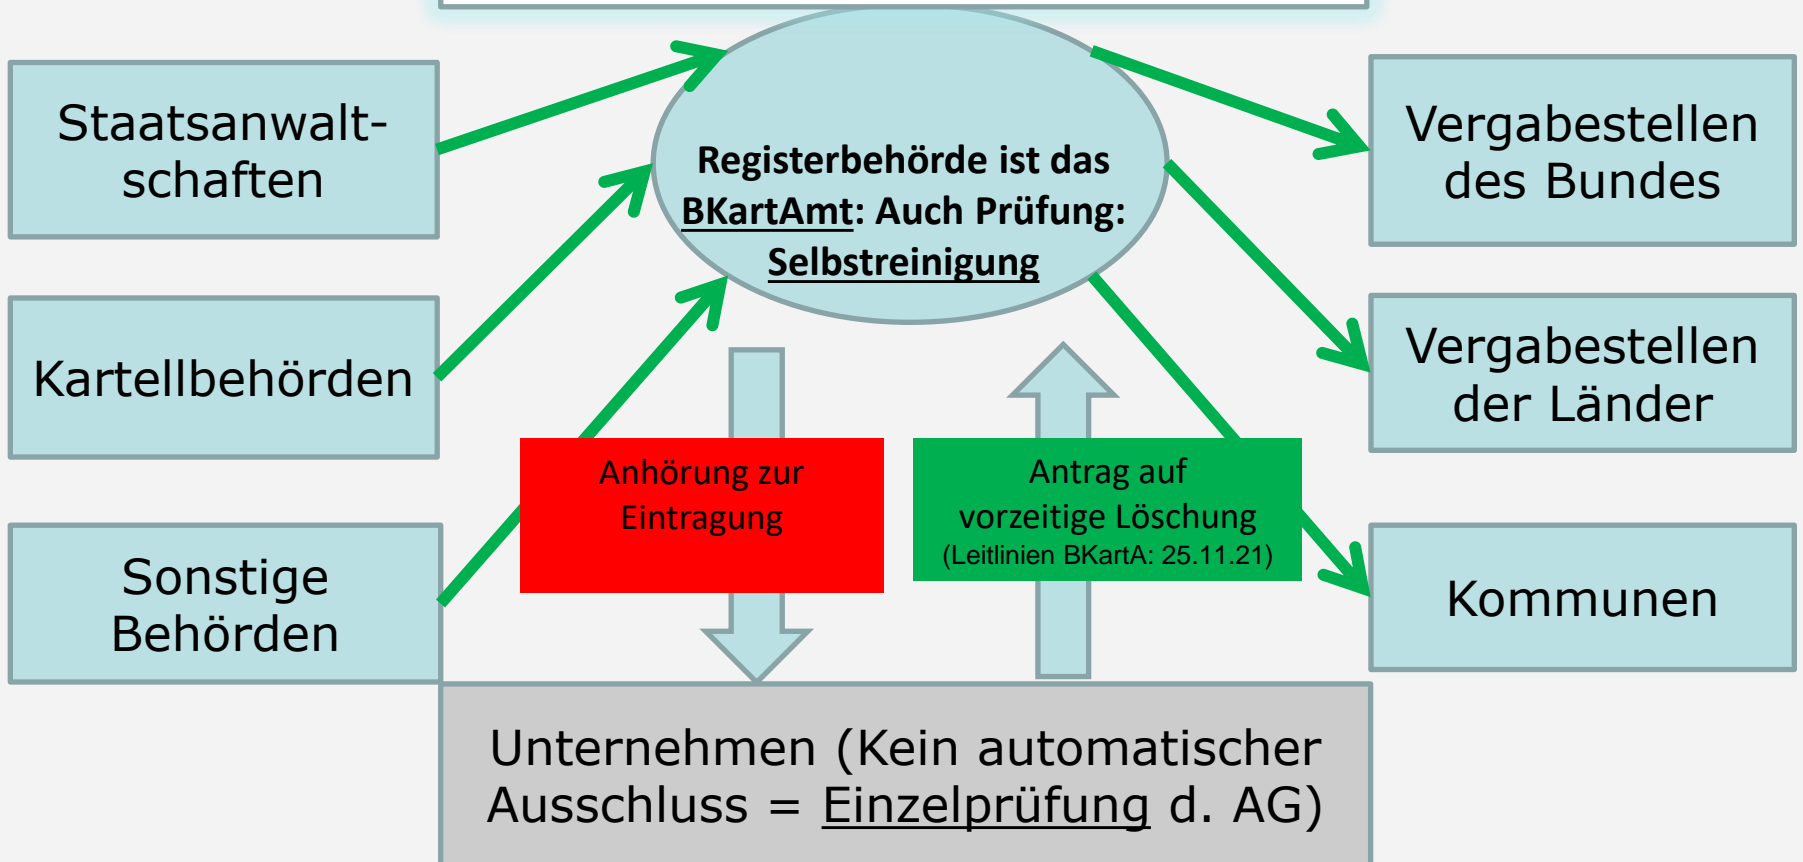 Staatsanwalt-
schaften
Kartellbehörden
Sonstige
Behörden
Registerbehörde ist das
BKartAmt: Auch Prüfung:
Selbstreinigung
Anhörung zur
Eintragung
Antrag auf
vorzeitige Löschung
(Leitlinien BKartA: 25.11.21)
Vergabestellen
des Bundes
Vergabestellen
der Länder
Kommunen
Unternehmen (Kein automatischer
Ausschluss = Einzelprüfung d. AG)